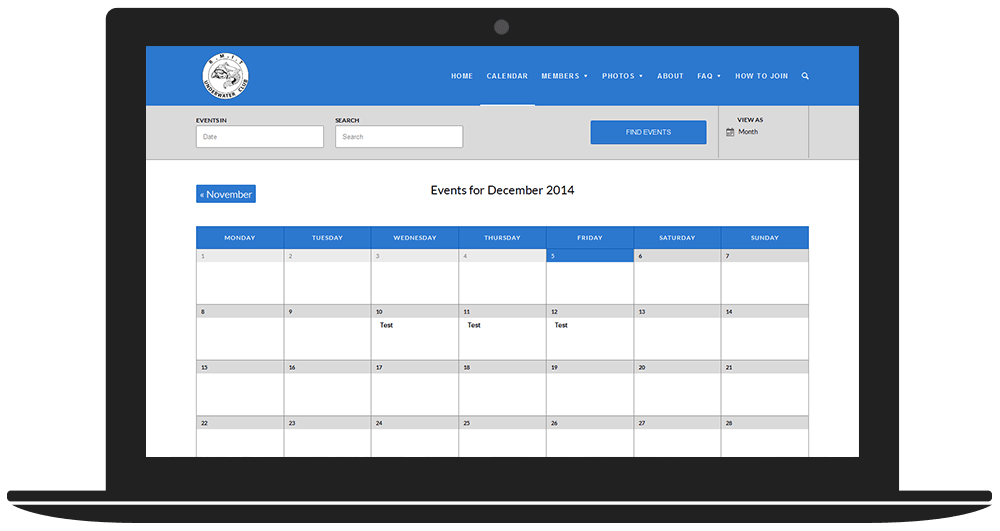 R.M.I.T
UNDERWATER CLUB
HOME CALENDAR MEMBERS PHOTOS ABOUT FAQ HOW TO JOIN
EVENTS IN SEARCH VIEW AS
Date Search FIND EVENTS Month
« November Events for December 2014
MONDAY TUESDAY WEDNESDAY THURSDAY FRIDAY SATURDAY SUNDAY
1 2 3 4 5 6 7
8 9 10 11 12 13 14
Test Test Test
15 16 17 18 19 20 21
22 23 24 25 26 27 28